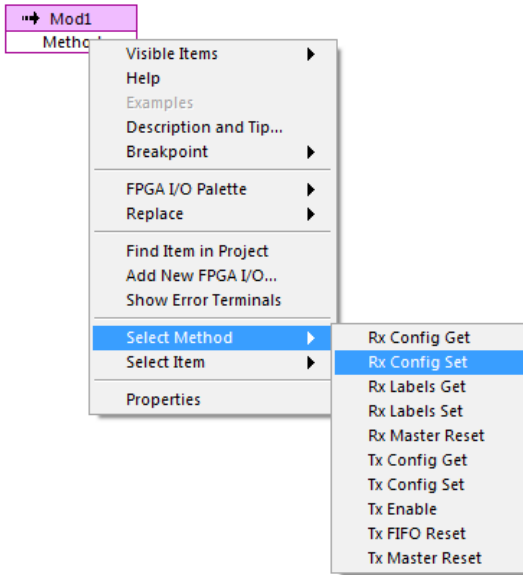 Mod1
Visible Items
Help
Examples
Description and Tip...
Breakpoint
FPGA I/O Palette
Replace
Find Item in Project
Add New FPGA I/O...
Show Error Terminals
Select Method
Select Item
Properties
Rx Config Get
Rx Config Set
Rx Labels Get
Rx Labels Set
Rx Master Reset
Tx Config Get
Tx Config Set
Tx Enable
Tx FIFO Reset
Tx Master Reset